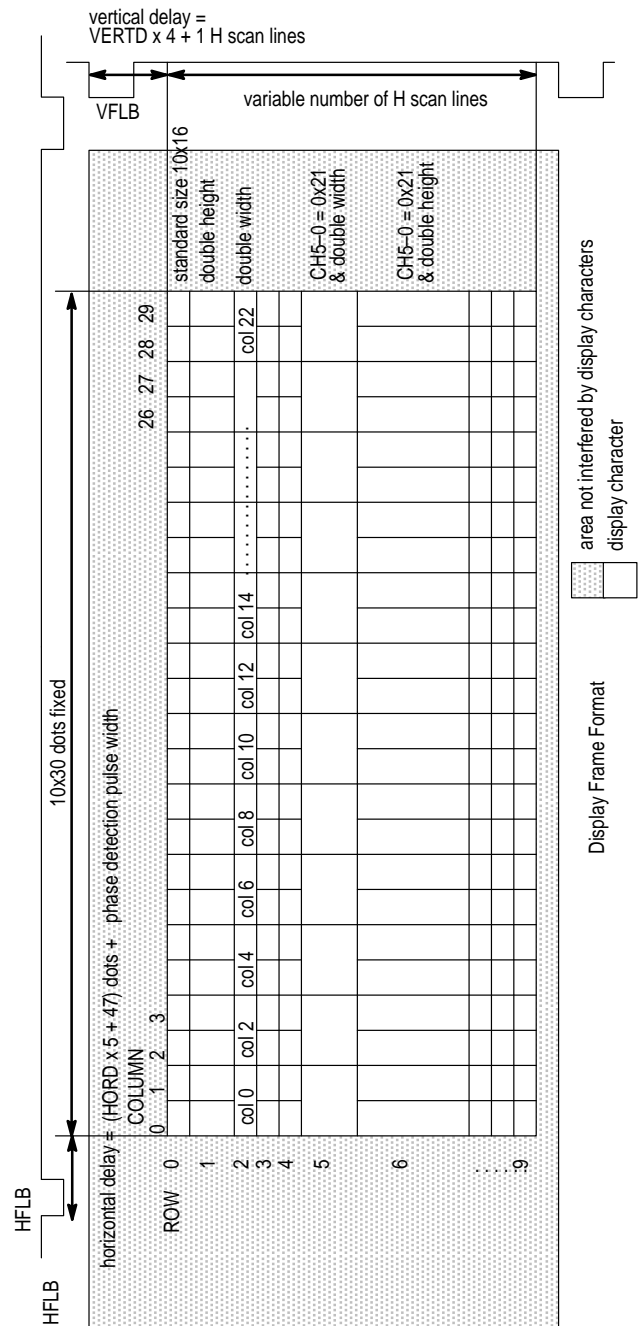 vertical delay =
VERTD x 4 + 1 H scan lines
VFLB
variable number of H scan lines
HFLB
HFLB
10x30 dots fixed
horizontal delay = (HORD x 5 + 47) dots + phase detection pulse width
COLUMN
0 1 2 3 26 27 28 29
ROW
0 standard size 10x16
1 double height
2 col 0 col 2 col 4 col 6 col 8 col 10 col 12 col 14 . . . . . . . . . . . . . . . col 22 double width
3
4
5 CH5–0 = 0x21
& double width
6 CH5–0 = 0x21
& double height
. . . . .
9
area not interfered by display characters
display character
Display Frame Format